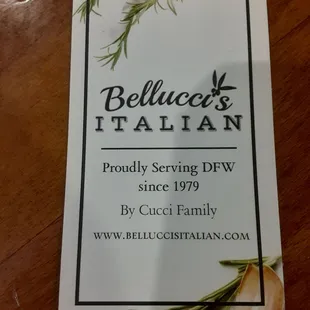 Bellucci's
ITALIAN
Proudly Serving DFW
since 1979
By Cucci Family
WWW.BELLUCCISITALIAN.COM